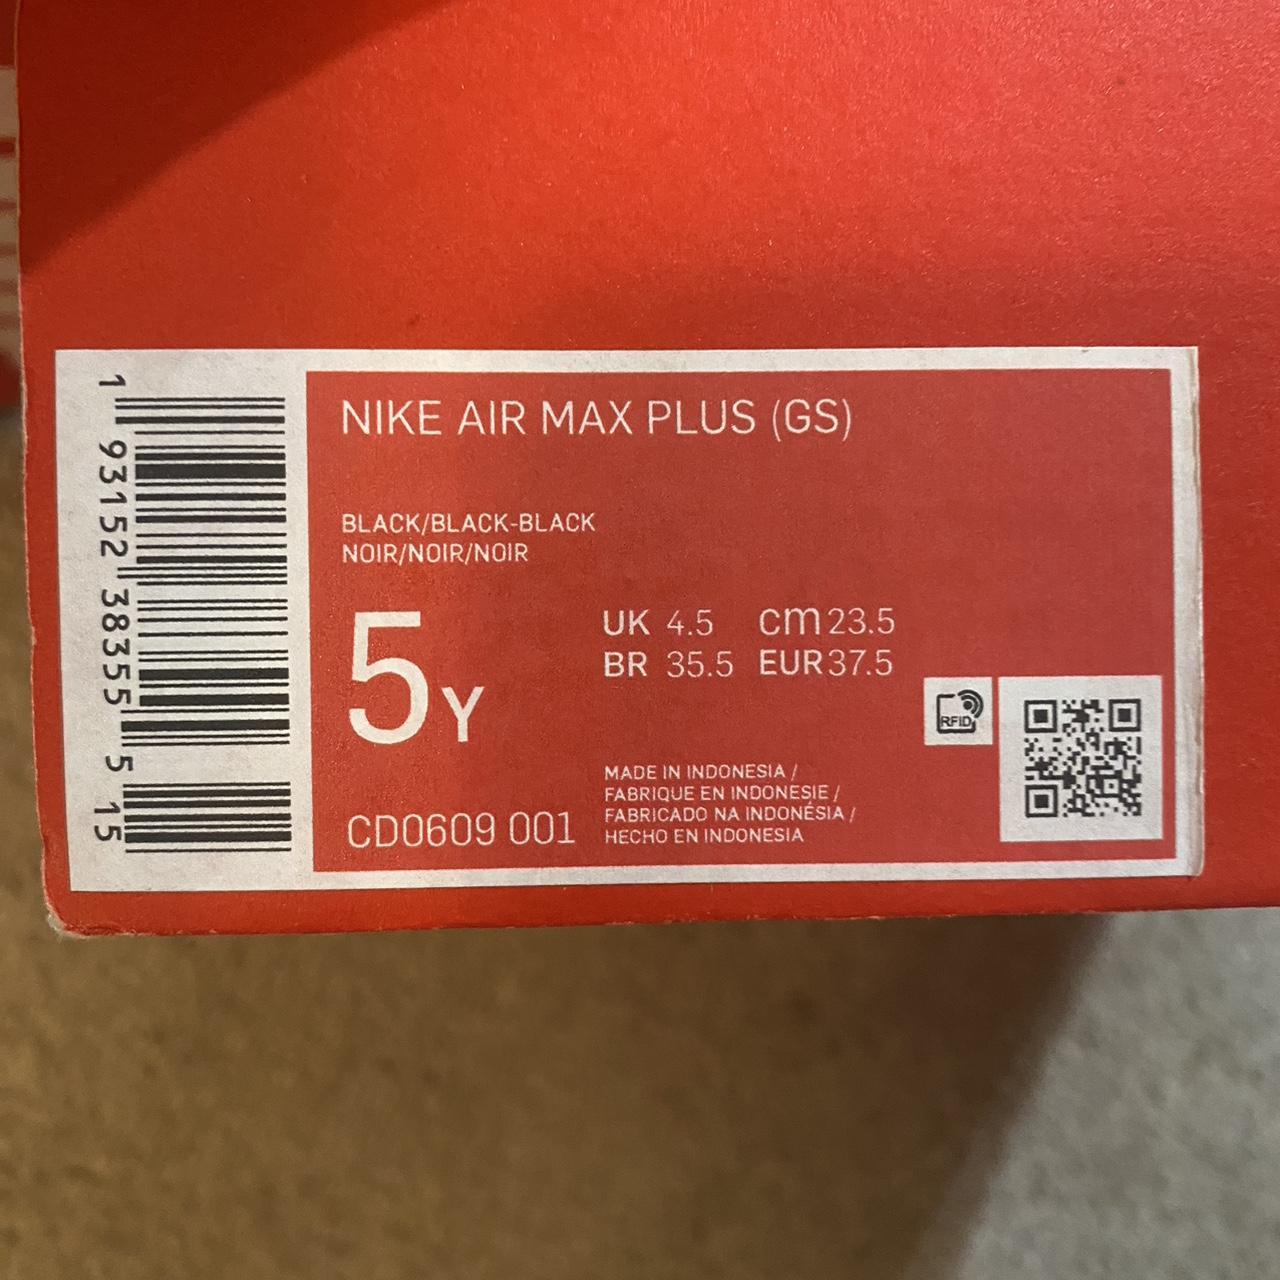 1 93152 38355 5 15
NIKE AIR MAX PLUS (GS)
BLACK/BLACK-BLACK
NOIR/NOIR/NOIR
5Y
UK 4.5 cm 23.5
BR 35.5 EUR 37.5
RFID
CD0609 001
MADE IN INDONESIA /
FABRIQUE EN INDONESIE /
FABRICADO NA INDONÉSIA /
HECHO EN INDONESIA